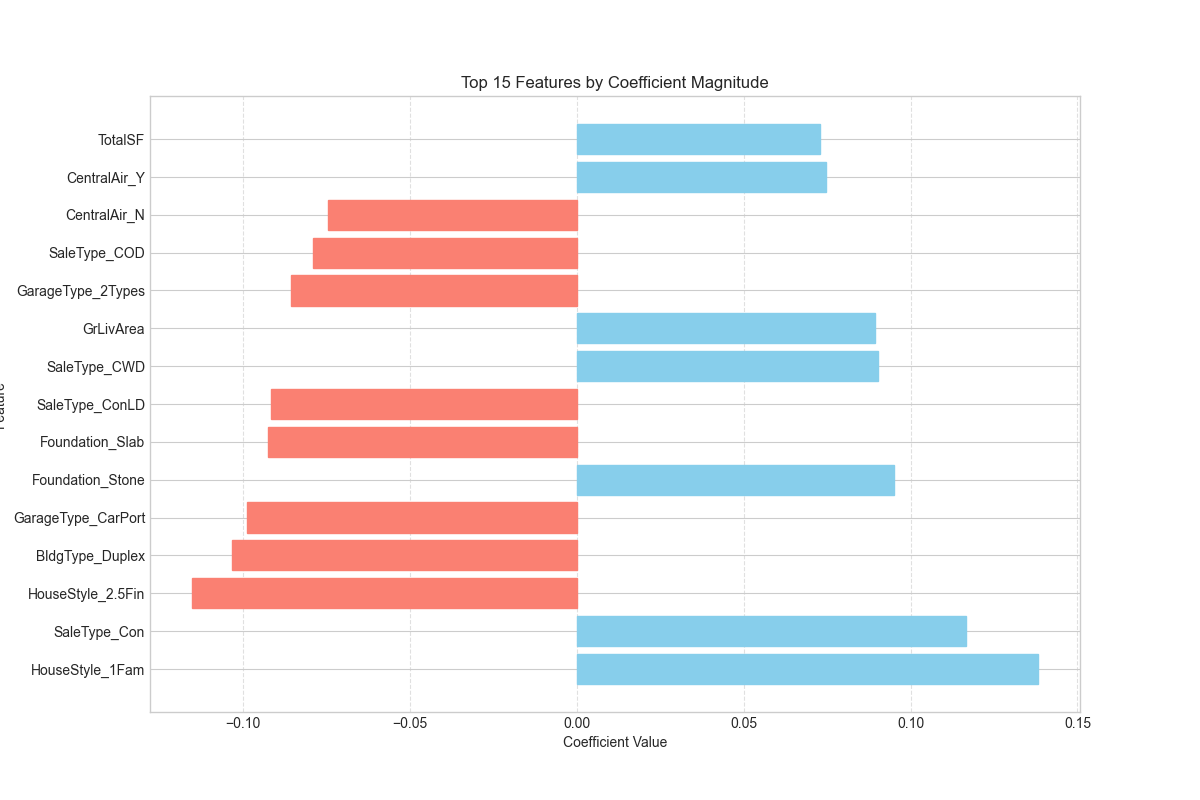 Top 15 Features by Coefficient Magnitude
TotalSF
CentralAir_Y
CentralAir_N
SaleType_COD
GarageType_2Types
GrLivArea
SaleType_CWD
SaleType_ConLD
Foundation_Slab
Foundation_Stone
GarageType_CarPort
BldgType_Duplex
HouseStyle_2.5Fin
SaleType_Con
HouseStyle_1Fam
−0.10 −0.05 0.00 0.05 0.10 0.15
Coefficient Value